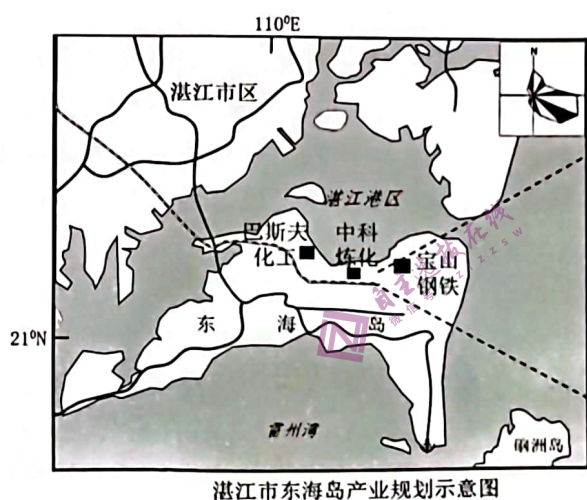 110°E
N
湛江市区
湛江港区
巴斯夫
化工
中科
炼化
宝山
钢铁
东海岛
21°N
雷州湾
硇洲岛
湛江市东海岛产业规划示意图